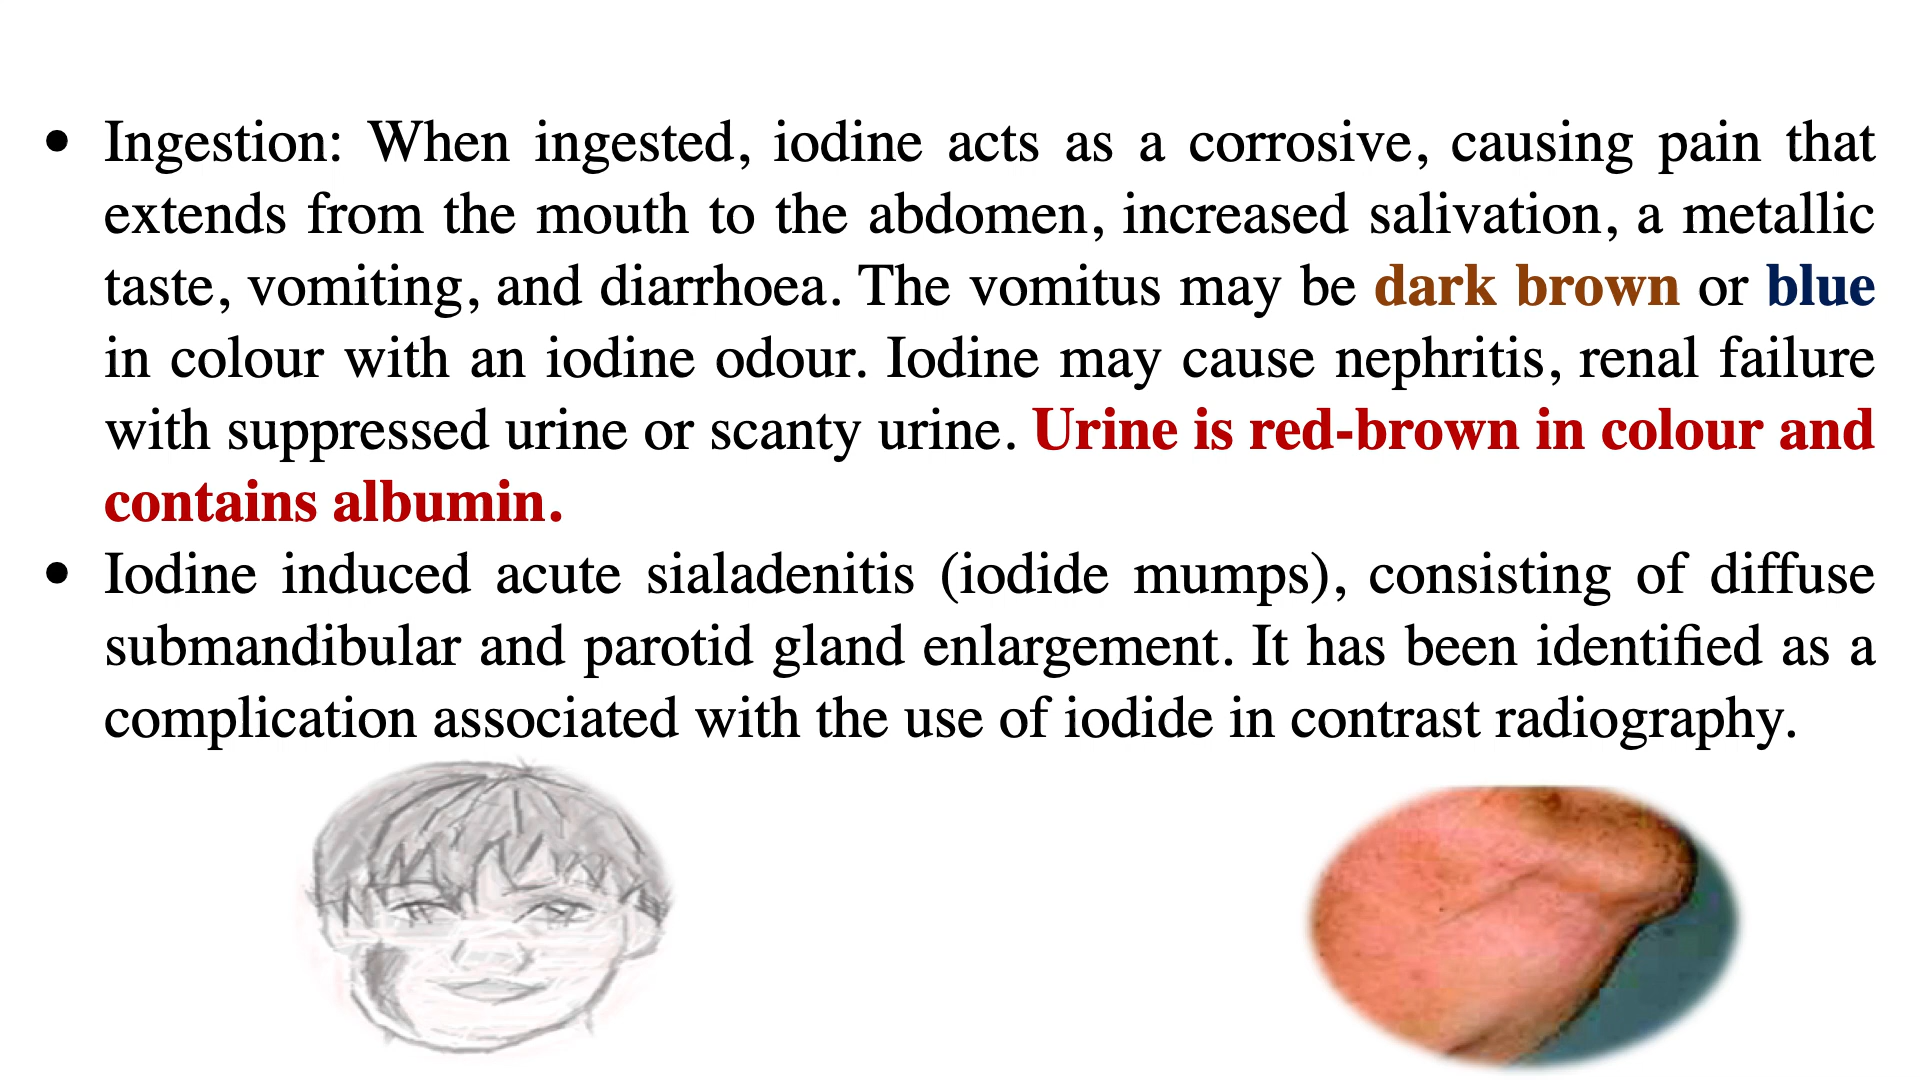 • Ingestion: When ingested, iodine acts as a corrosive, causing pain that
extends from the mouth to the abdomen, increased salivation, a metallic
taste, vomiting, and diarrhoea. The vomitus may be dark brown or blue
in colour with an iodine odour. Iodine may cause nephritis, renal failure
with suppressed urine or scanty urine. Urine is red-brown in colour and
contains albumin.
• Iodine induced acute sialadenitis (iodide mumps), consisting of diffuse
submandibular and parotid gland enlargement. It has been identified as a
complication associated with the use of iodide in contrast radiography.